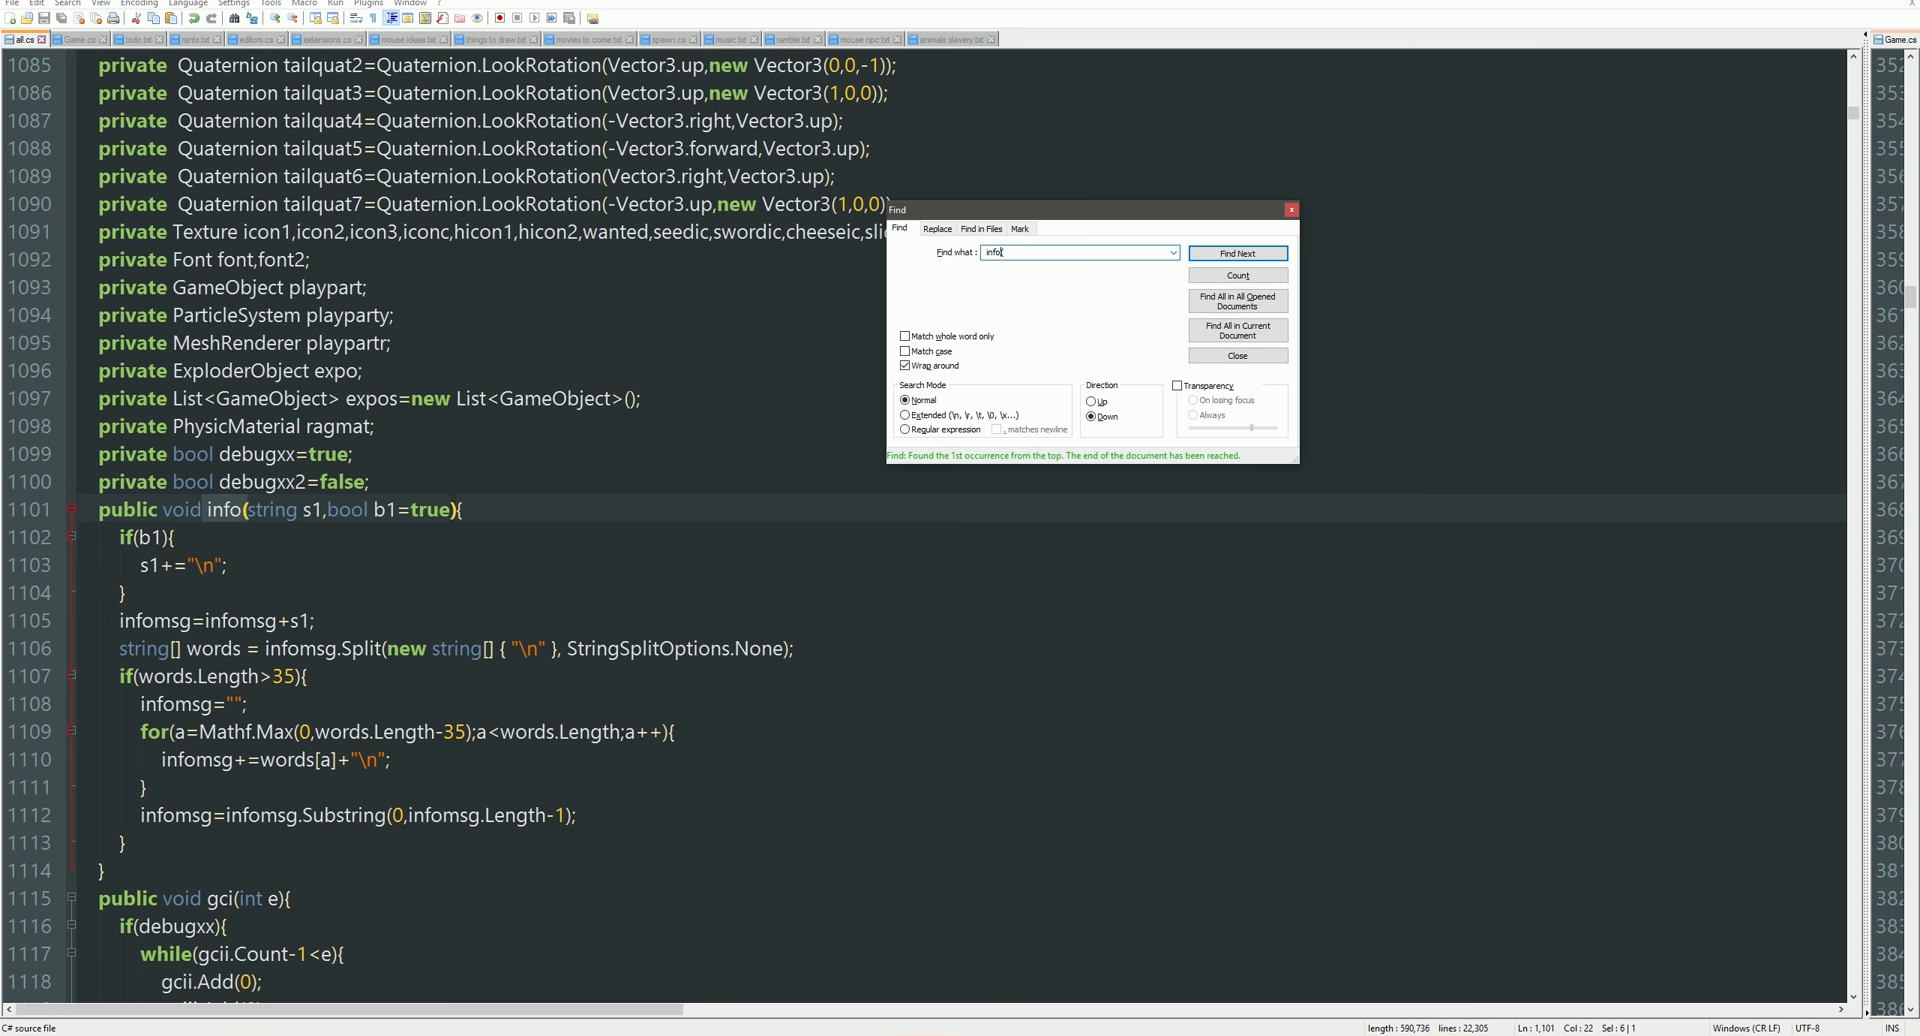 File Edit Search View Encoding Language Settings Tools Macro Run Plugins Window ?
all.cs Game.cs todo.txt rants.txt editors.cs extensions.cs mouse ideas.txt things to draw.txt movies to come.txt spawn.cs music.txt ramble.txt mouse npc.txt animals slavery.txt Game.cs
1085 private Quaternion tailquat2=Quaternion.LookRotation(Vector3.up,new Vector3(0,0,-1));
1086 private Quaternion tailquat3=Quaternion.LookRotation(Vector3.up,new Vector3(1,0,0));
1087 private Quaternion tailquat4=Quaternion.LookRotation(-Vector3.right,Vector3.up);
1088 private Quaternion tailquat5=Quaternion.LookRotation(-Vector3.forward,Vector3.up);
1089 private Quaternion tailquat6=Quaternion.LookRotation(Vector3.right,Vector3.up);
1090 private Quaternion tailquat7=Quaternion.LookRotation(-Vector3.up,new Vector3(1,0,0)
1091 private Texture icon1,icon2,icon3,iconc,hicon1,hicon2,wanted,seedic,swordic,cheeseic,slic
1092 private Font font,font2;
1093 private GameObject playpart;
1094 private ParticleSystem playparty;
1095 private MeshRenderer playpartr;
1096 private ExploderObject expo;
1097 private List<GameObject> expos=new List<GameObject>();
1098 private PhysicMaterial ragmat;
1099 private bool debugxx=true;
1100 private bool debugxx2=false;
1101 public void info(string s1,bool b1=true){
1102 if(b1){
1103 s1+="\n";
1104 }
1105 infomsg=infomsg+s1;
1106 string[] words = infomsg.Split(new string[] { "\n" }, StringSplitOptions.None);
1107 if(words.Length>35){
1108 infomsg="";
1109 for(a=Mathf.Max(0,words.Length-35);a<words.Length;a++){
1110 infomsg+=words[a]+"\n";
1111 }
1112 infomsg=infomsg.Substring(0,infomsg.Length-1);
1113 }
1114 }
1115 public void gci(int e){
1116 if(debugxx){
1117 while(gcii.Count-1<e){
1118 gcii.Add(0);
Find
Find Replace Find in Files Mark
Find what : info( Find Next
Count
Find All in All Opened Documents
Find All in Current Document
Close
Match whole word only
Match case
Wrap around
Search Mode
Normal
Extended (\n, \r, \t, \0, \x...)
Regular expression . matches newline
Direction
Up
Down
Transparency
On losing focus
Always
Find: Found the 1st occurrence from the top. The end of the document has been reached.
C# source file length : 590,736 lines : 22,305 Ln : 1,101 Col : 22 Sel : 6 | 1 Windows (CR LF) UTF-8 INS